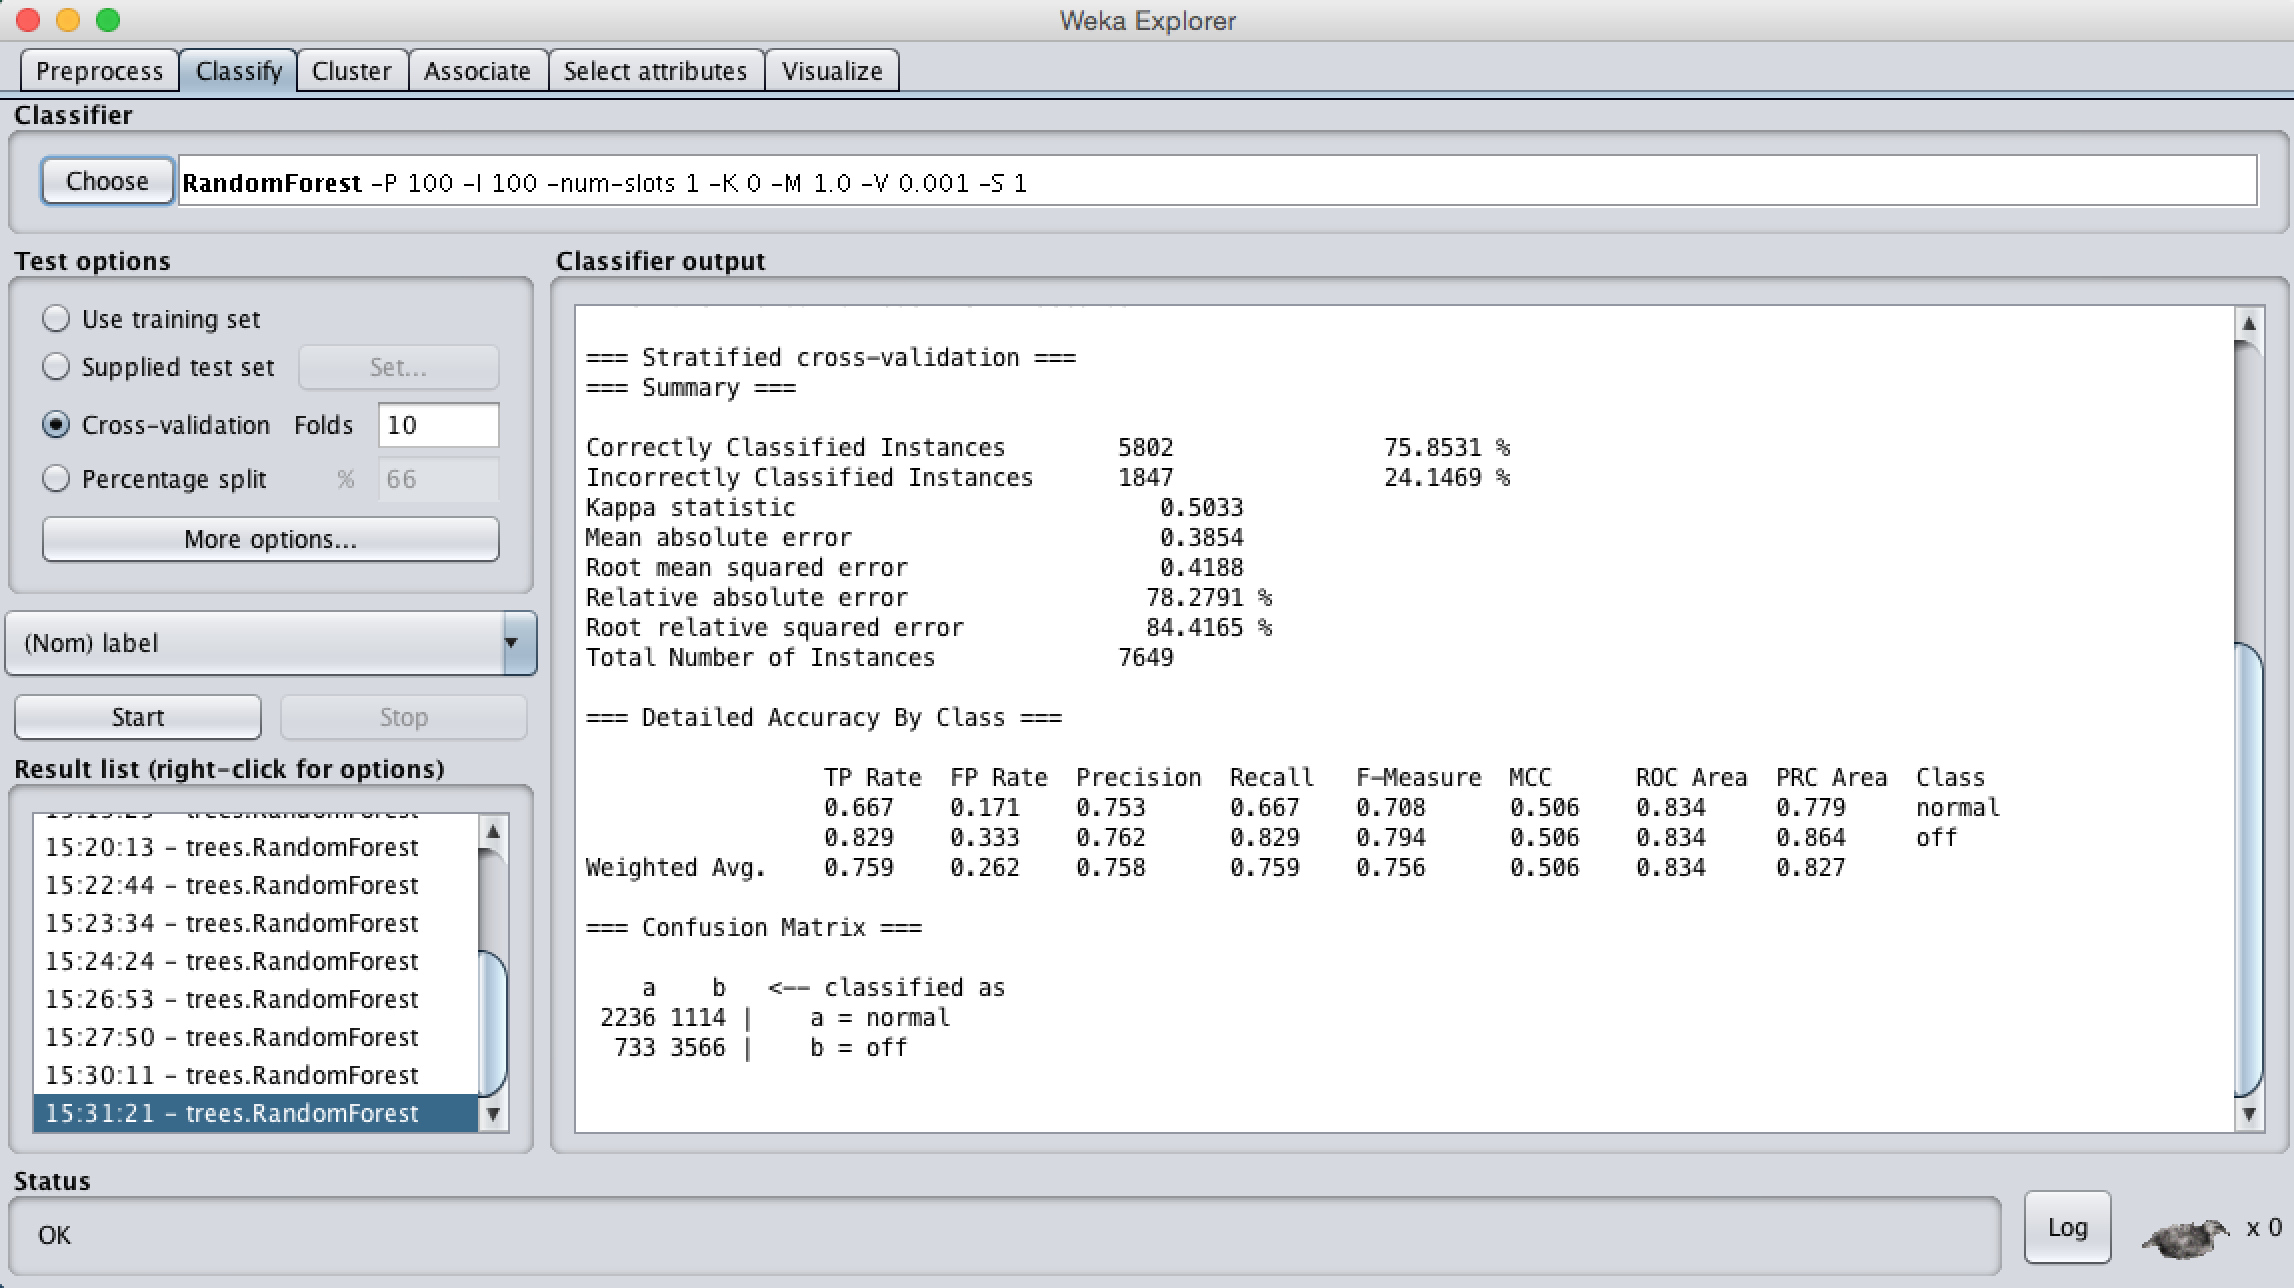 Weka Explorer
Preprocess Classify Cluster Associate Select attributes Visualize
Classifier
Choose RandomForest -P 100 -I 100 -num-slots 1 -K 0 -M 1.0 -V 0.001 -S 1
Test options
Use training set
Supplied test set Set...
Cross-validation Folds 10
Percentage split % 66
More options...
(Nom) label
Start Stop
Result list (right-click for options)
15:20:13 - trees.RandomForest
15:22:44 - trees.RandomForest
15:23:34 - trees.RandomForest
15:24:24 - trees.RandomForest
15:26:53 - trees.RandomForest
15:27:50 - trees.RandomForest
15:30:11 - trees.RandomForest
15:31:21 - trees.RandomForest
Classifier output
=== Stratified cross-validation ===
=== Summary ===
Correctly Classified Instances 5802 75.8531 %
Incorrectly Classified Instances 1847 24.1469 %
Kappa statistic 0.5033
Mean absolute error 0.3854
Root mean squared error 0.4188
Relative absolute error 78.2791 %
Root relative squared error 84.4165 %
Total Number of Instances 7649
=== Detailed Accuracy By Class ===
TP Rate FP Rate Precision Recall F-Measure MCC ROC Area PRC Area Class
0.667 0.171 0.753 0.667 0.708 0.506 0.834 0.779 normal
0.829 0.333 0.762 0.829 0.794 0.506 0.834 0.864 off
Weighted Avg. 0.759 0.262 0.758 0.759 0.756 0.506 0.834 0.827
=== Confusion Matrix ===
a b <-- classified as
2236 1114 | a = normal
733 3566 | b = off
Status
OK
Log x 0